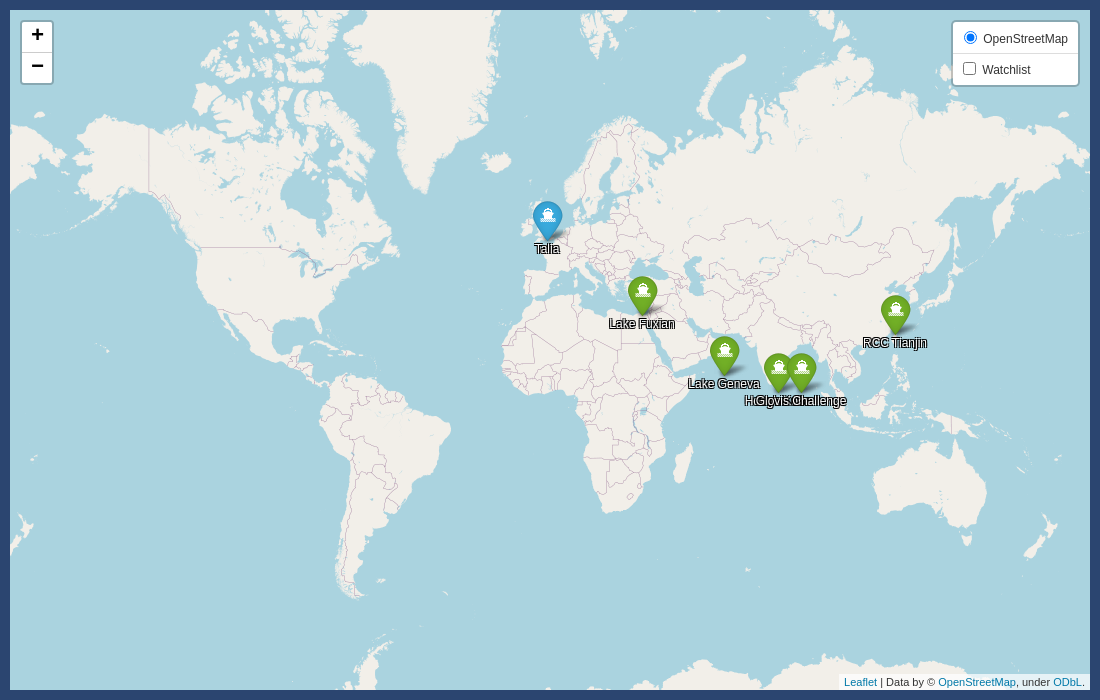 +
−
OpenStreetMap
Watchlist
Talia
Lake Fuxian
RCC Tianjin
Lake Geneva
Glovis Challenge
Leaflet | Data by © OpenStreetMap, under ODbL.